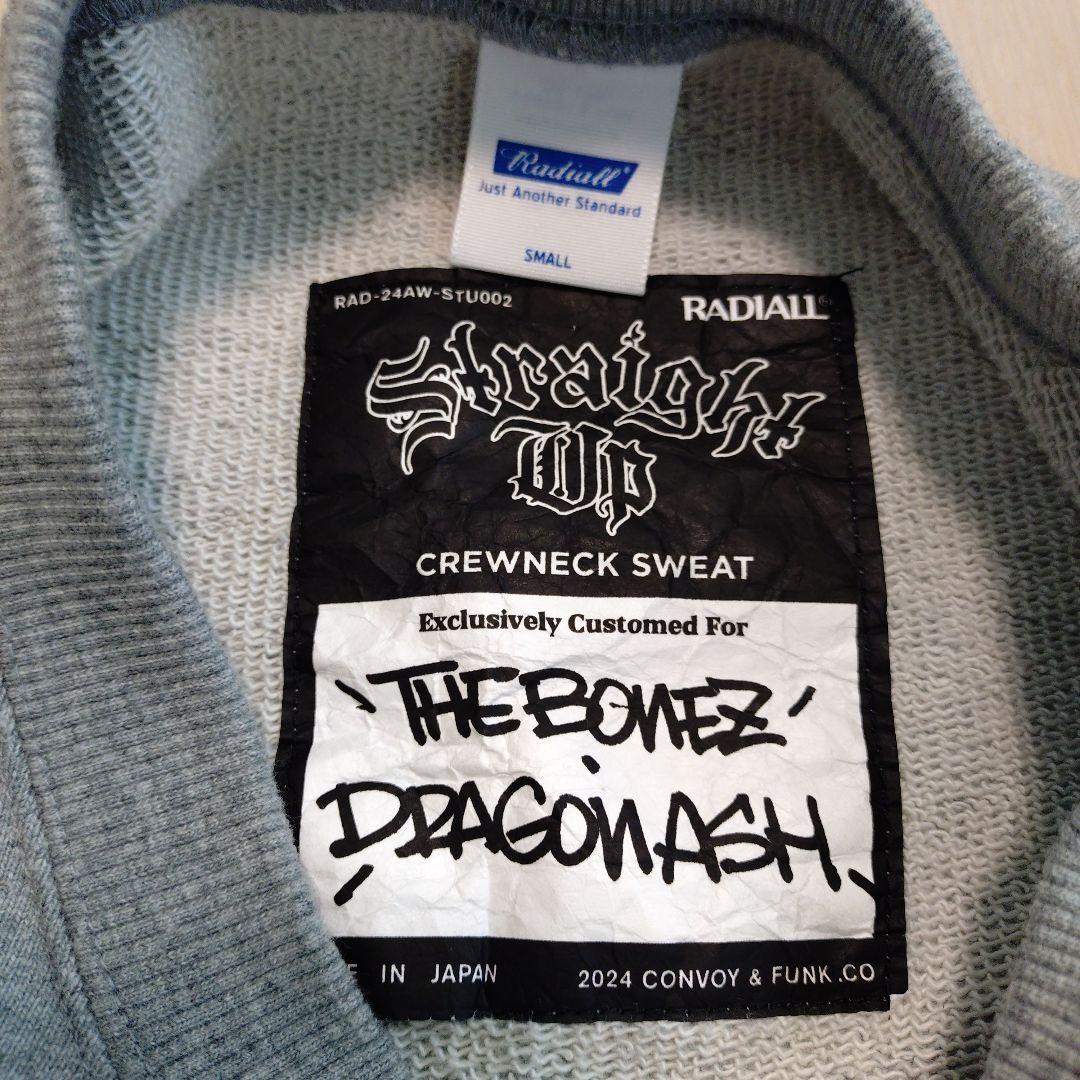 Radiall
Just Another Standard
SMALL
RAD-24AW-STU002
RADIALL
Straight
Up
CREWNECK SWEAT
Exclusively Customed For
THE BONEZ
DRAGON ASH
IN JAPAN
2024 CONVOY & FUNK.CO